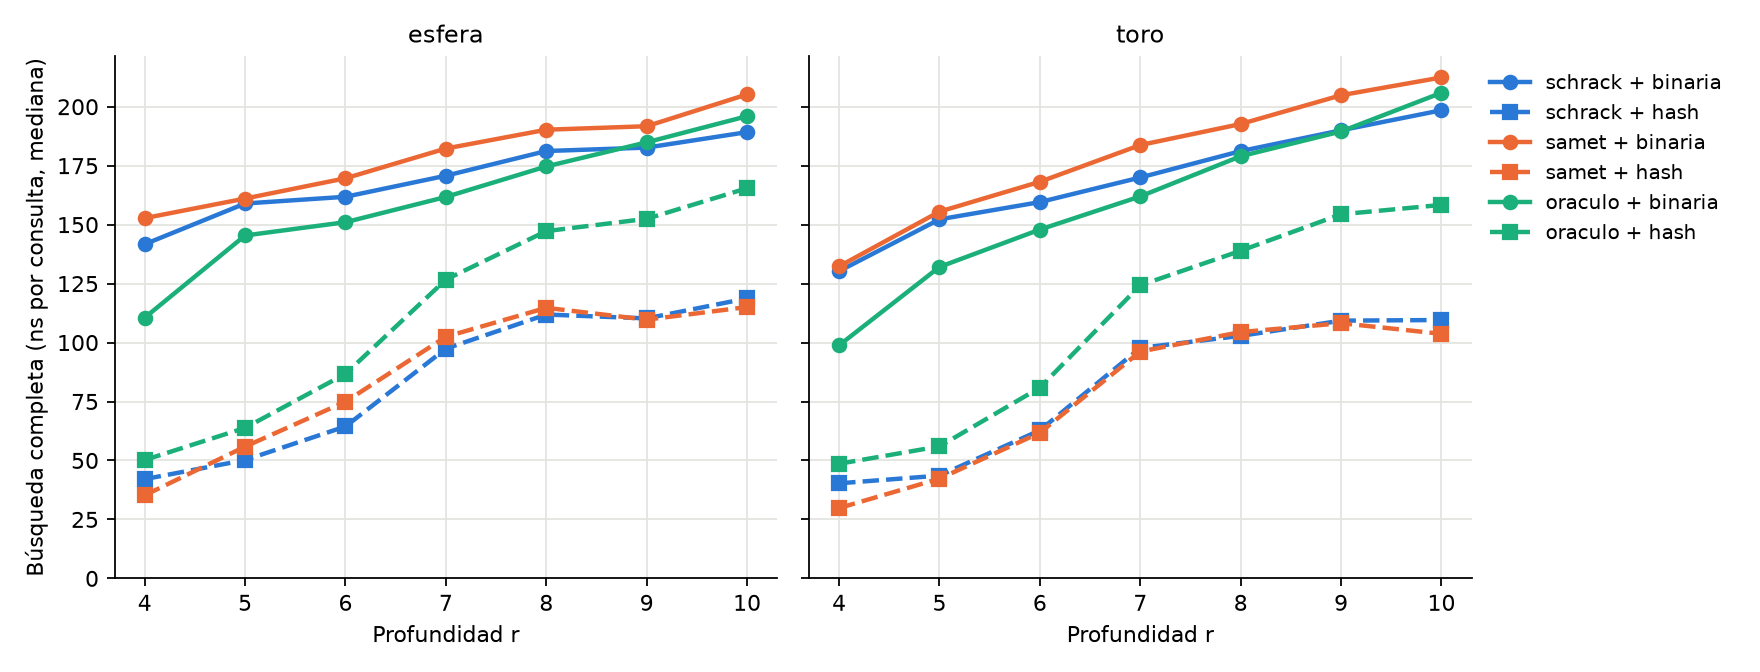 esfera
toro
Búsqueda completa (ns por consulta, mediana)
200
175
150
125
100
75
50
25
0
4 5 6 7 8 9 10
4 5 6 7 8 9 10
Profundidad r
Profundidad r
schrack + binaria
schrack + hash
samet + binaria
samet + hash
oraculo + binaria
oraculo + hash